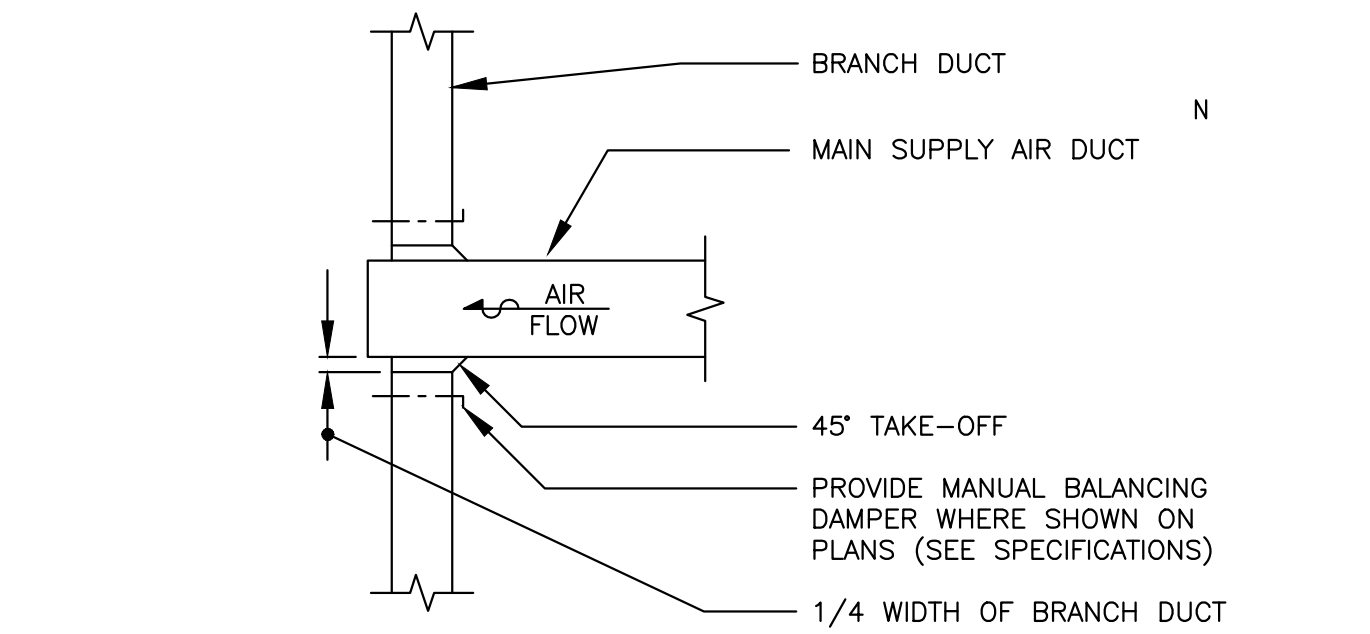 BRANCH DUCT
N
MAIN SUPPLY AIR DUCT
AIR
FLOW
45° TAKE-OFF
PROVIDE MANUAL BALANCING
DAMPER WHERE SHOWN ON
PLANS (SEE SPECIFICATIONS)
1/4 WIDTH OF BRANCH DUCT